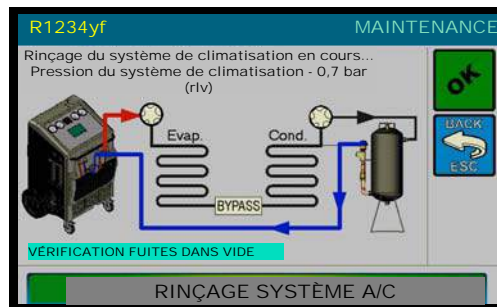 R1234yf
MAINTENANCE
Rinçage du système de climatisation en cours...
Pression du système de climatisation - 0,7 bar
(rlv)
OK
Evap.
Cond.
BACK
ESC
BYPASS
VÉRIFICATION FUITES DANS VIDE
RINÇAGE SYSTÈME A/C